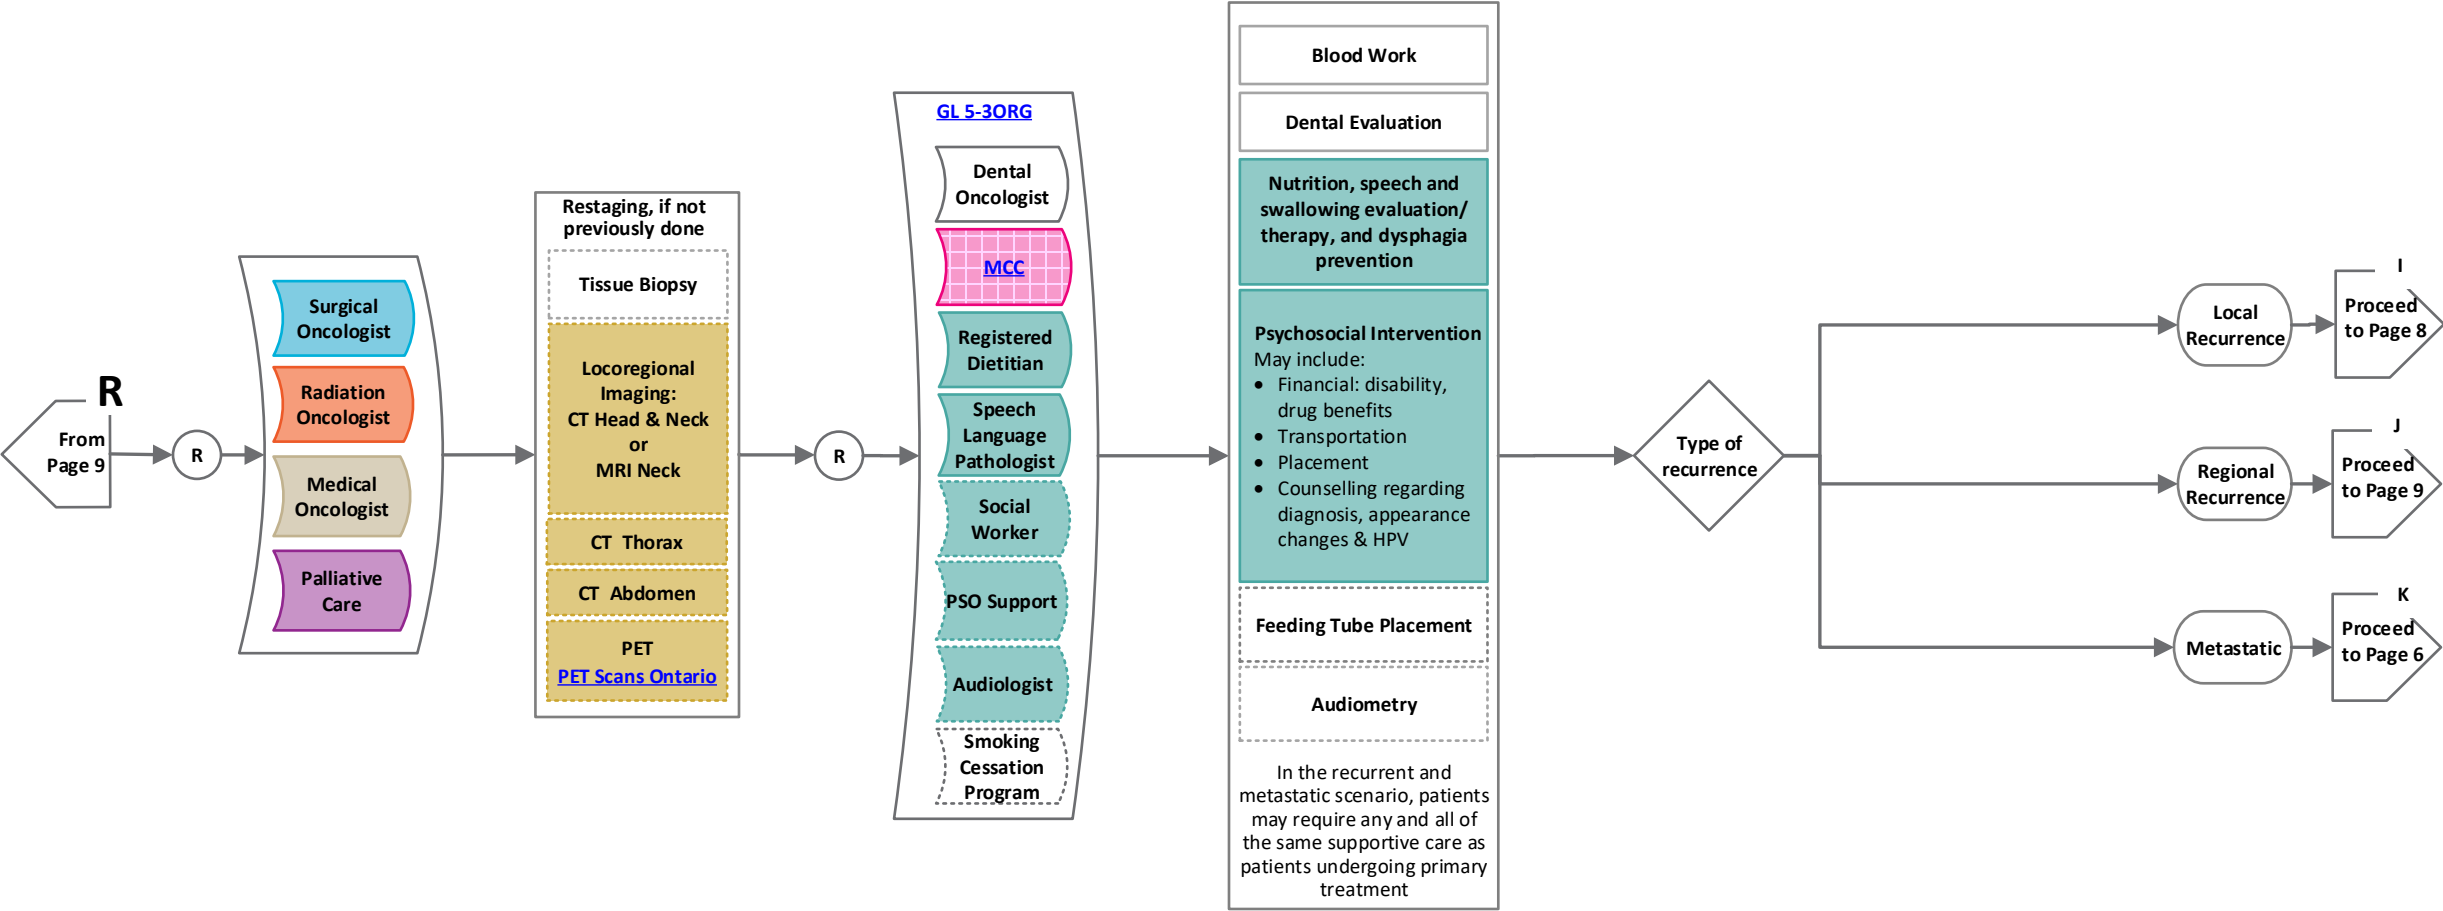 R
From
Page 9
R
Surgical
Oncologist
Radiation
Oncologist
Medical
Oncologist
Palliative
Care
Restaging, if not
previously done
Tissue Biopsy
Locoregional
Imaging:
CT Head & Neck
or
MRI Neck
CT Thorax
CT Abdomen
PET
PET Scans Ontario
R
GL 5-3ORG
Dental
Oncologist
MCC
Registered
Dietitian
Speech
Language
Pathologist
Social
Worker
PSO Support
Audiologist
Smoking
Cessation
Program
Blood Work
Dental Evaluation
Nutrition, speech and
swallowing evaluation/
therapy, and dysphagia
prevention
Psychosocial Intervention
May include:
• Financial: disability,
drug benefits
• Transportation
• Placement
• Counselling regarding
diagnosis, appearance
changes & HPV
Feeding Tube Placement
Audiometry
In the recurrent and
metastatic scenario, patients
may require any and all of
the same supportive care as
patients undergoing primary
treatment
Type of
recurrence
Local
Recurrence
I
Proceed
to Page 8
Regional
Recurrence
J
Proceed
to Page 9
Metastatic
K
Proceed
to Page 6